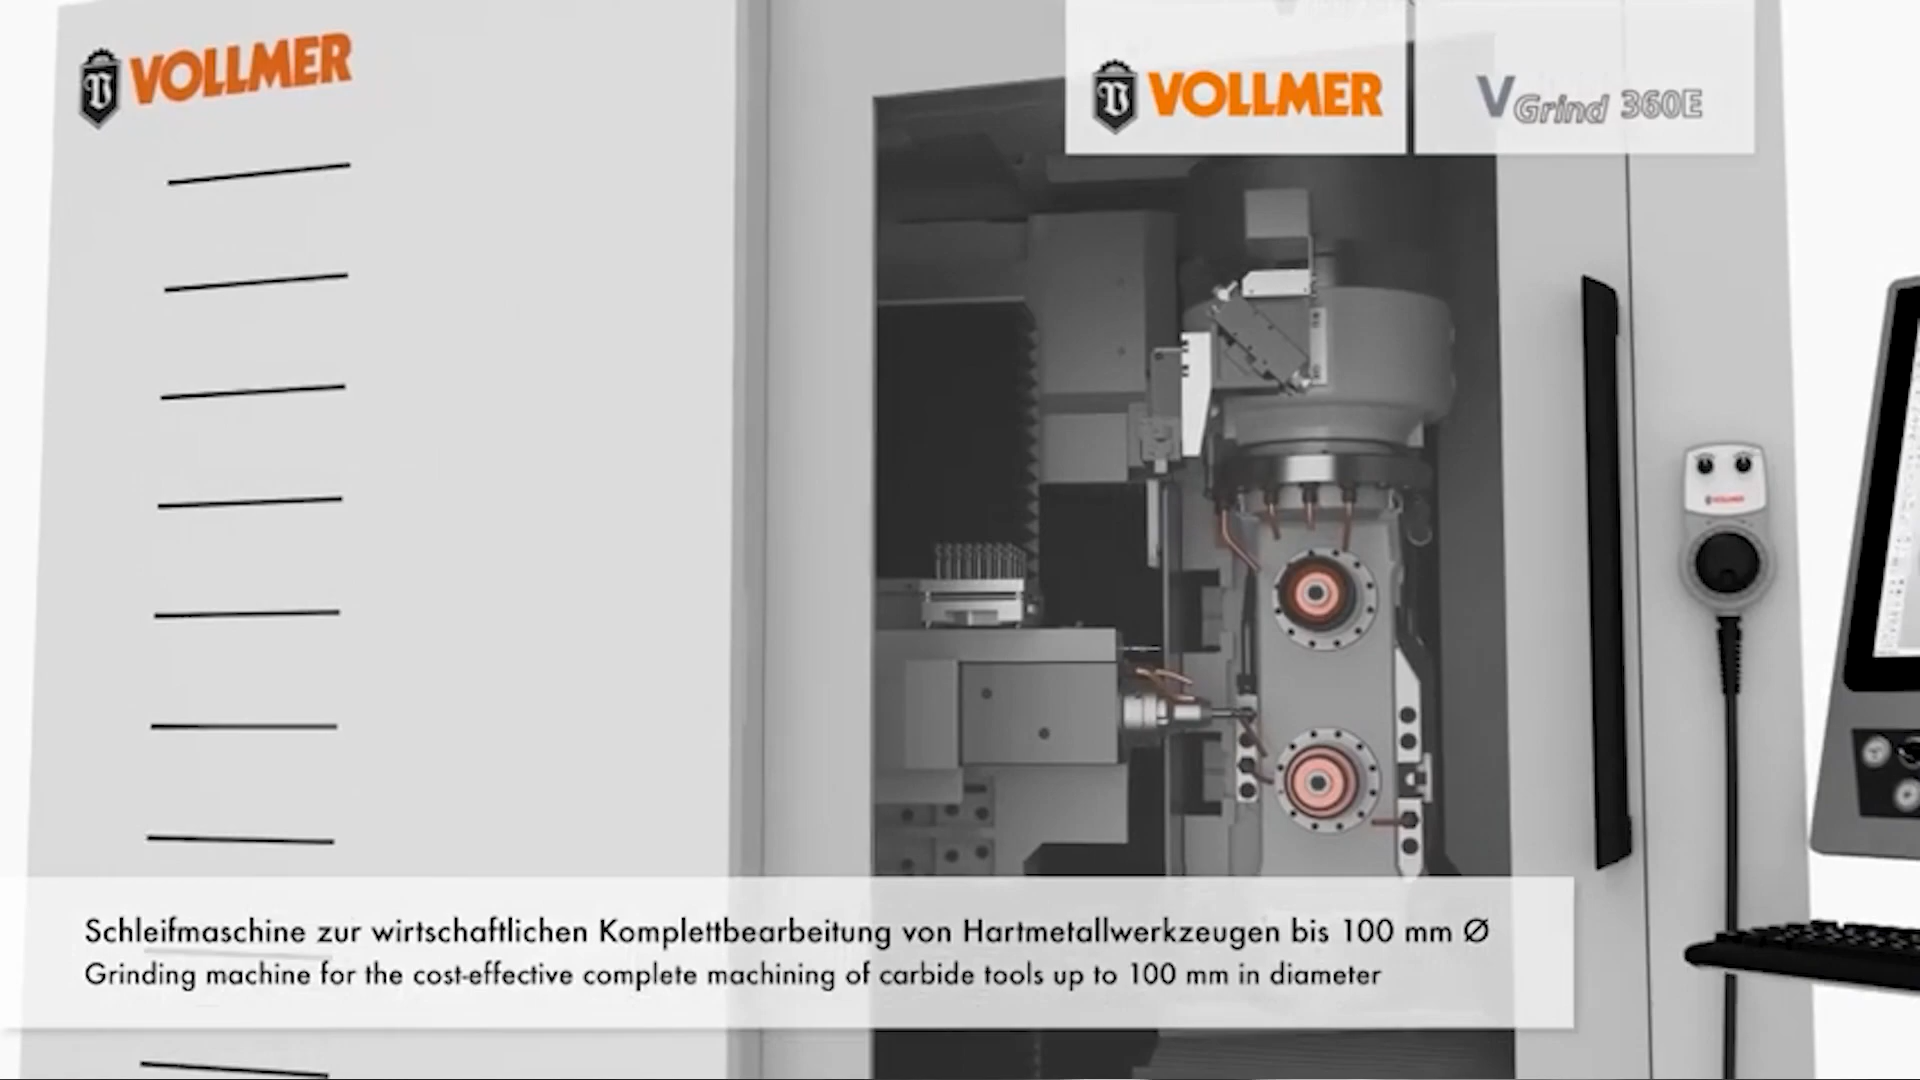 VOLLMER
VOLLMER
VGrind 360E
VOLLMER
Schleifmaschine zur wirtschaftlichen Komplettbearbeitung von Hartmetallwerkzeugen bis 100 mm Ø
Grinding machine for the cost-effective complete machining of carbide tools up to 100 mm in diameter